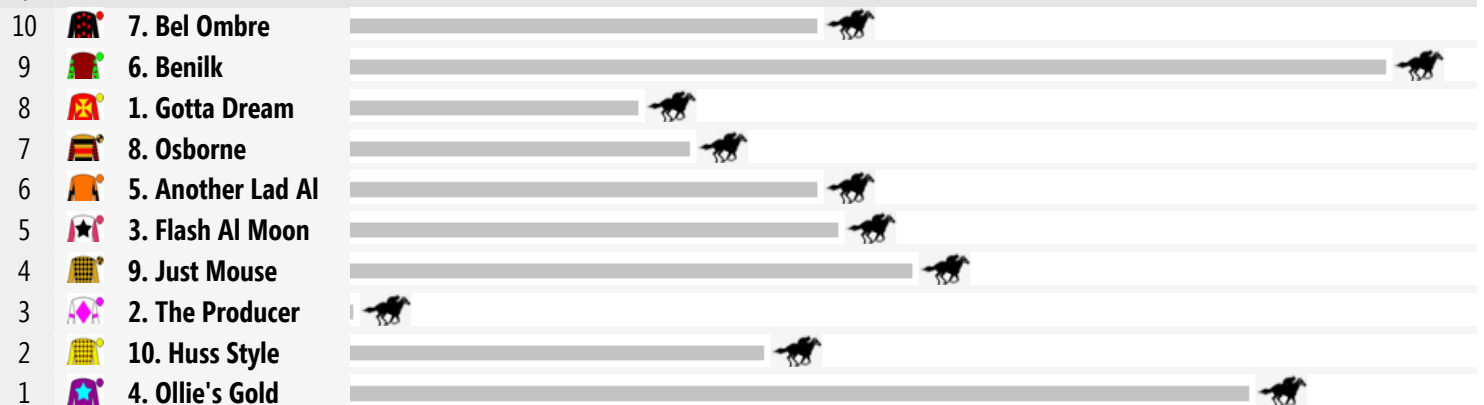 10 7. Bel Ombre
9 6. Benilk
8 1. Gotta Dream
7 8. Osborne
6 5. Another Lad Al
5 3. Flash Al Moon
4 9. Just Mouse
3 2. The Producer
2 10. Huss Style
1 4. Ollie's Gold